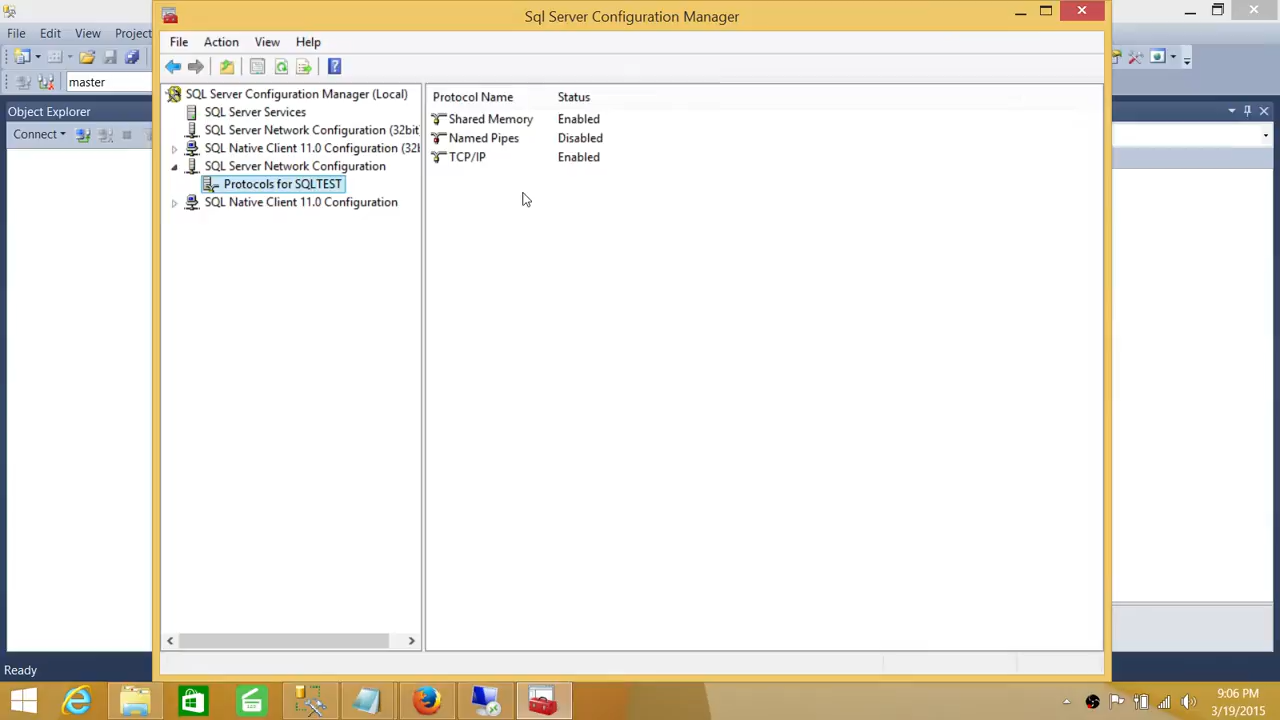 Sql Server Configuration Manager
File Edit View Project
File Action View Help
master
Object Explorer
Connect
SQL Server Configuration Manager (Local)
SQL Server Services
SQL Server Network Configuration (32bit
SQL Native Client 11.0 Configuration (32
SQL Server Network Configuration
Protocols for SQLTEST
SQL Native Client 11.0 Configuration
Protocol Name Status
Shared Memory Enabled
Named Pipes Disabled
TCP/IP Enabled
Ready
9:06 PM
3/19/2015